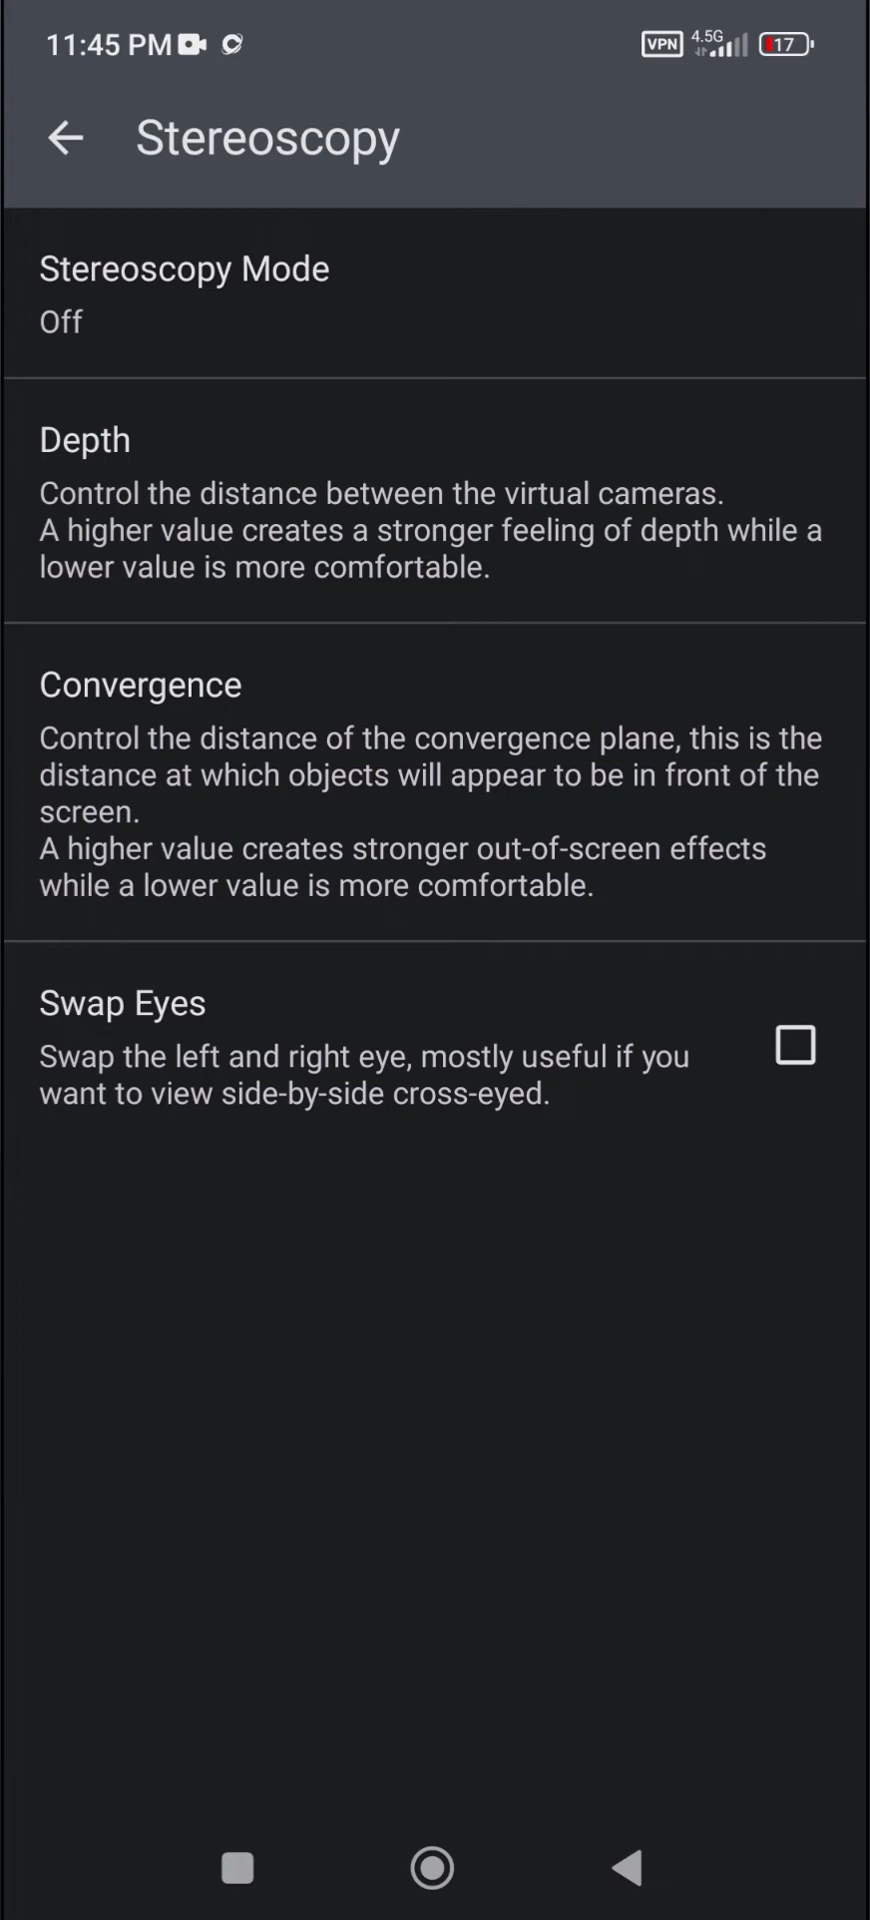 11:45 PM
VPN 4.5G 17
Stereoscopy
Stereoscopy Mode
Off
Depth
Control the distance between the virtual cameras.
A higher value creates a stronger feeling of depth while a
lower value is more comfortable.
Convergence
Control the distance of the convergence plane, this is the
distance at which objects will appear to be in front of the
screen.
A higher value creates stronger out-of-screen effects
while a lower value is more comfortable.
Swap Eyes
Swap the left and right eye, mostly useful if you
want to view side-by-side cross-eyed.